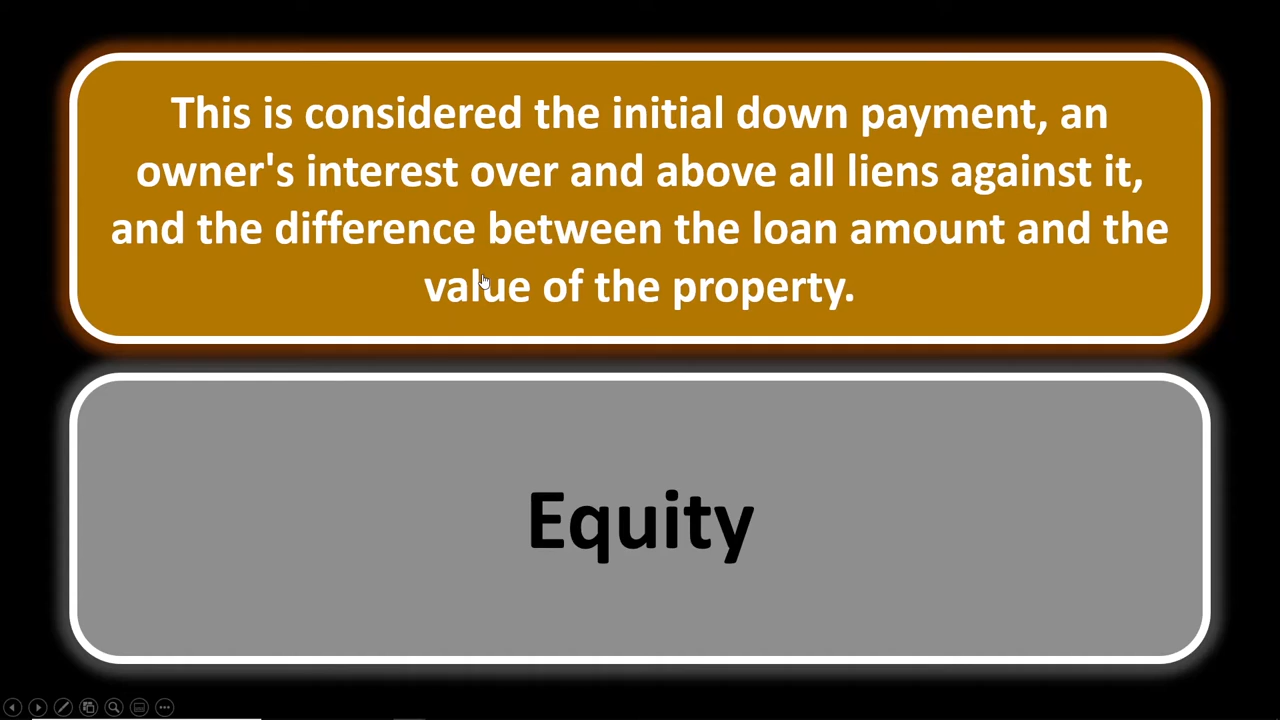 This is considered the initial down payment, an
owner's interest over and above all liens against it,
and the difference between the loan amount and the
value of the property.
Equity